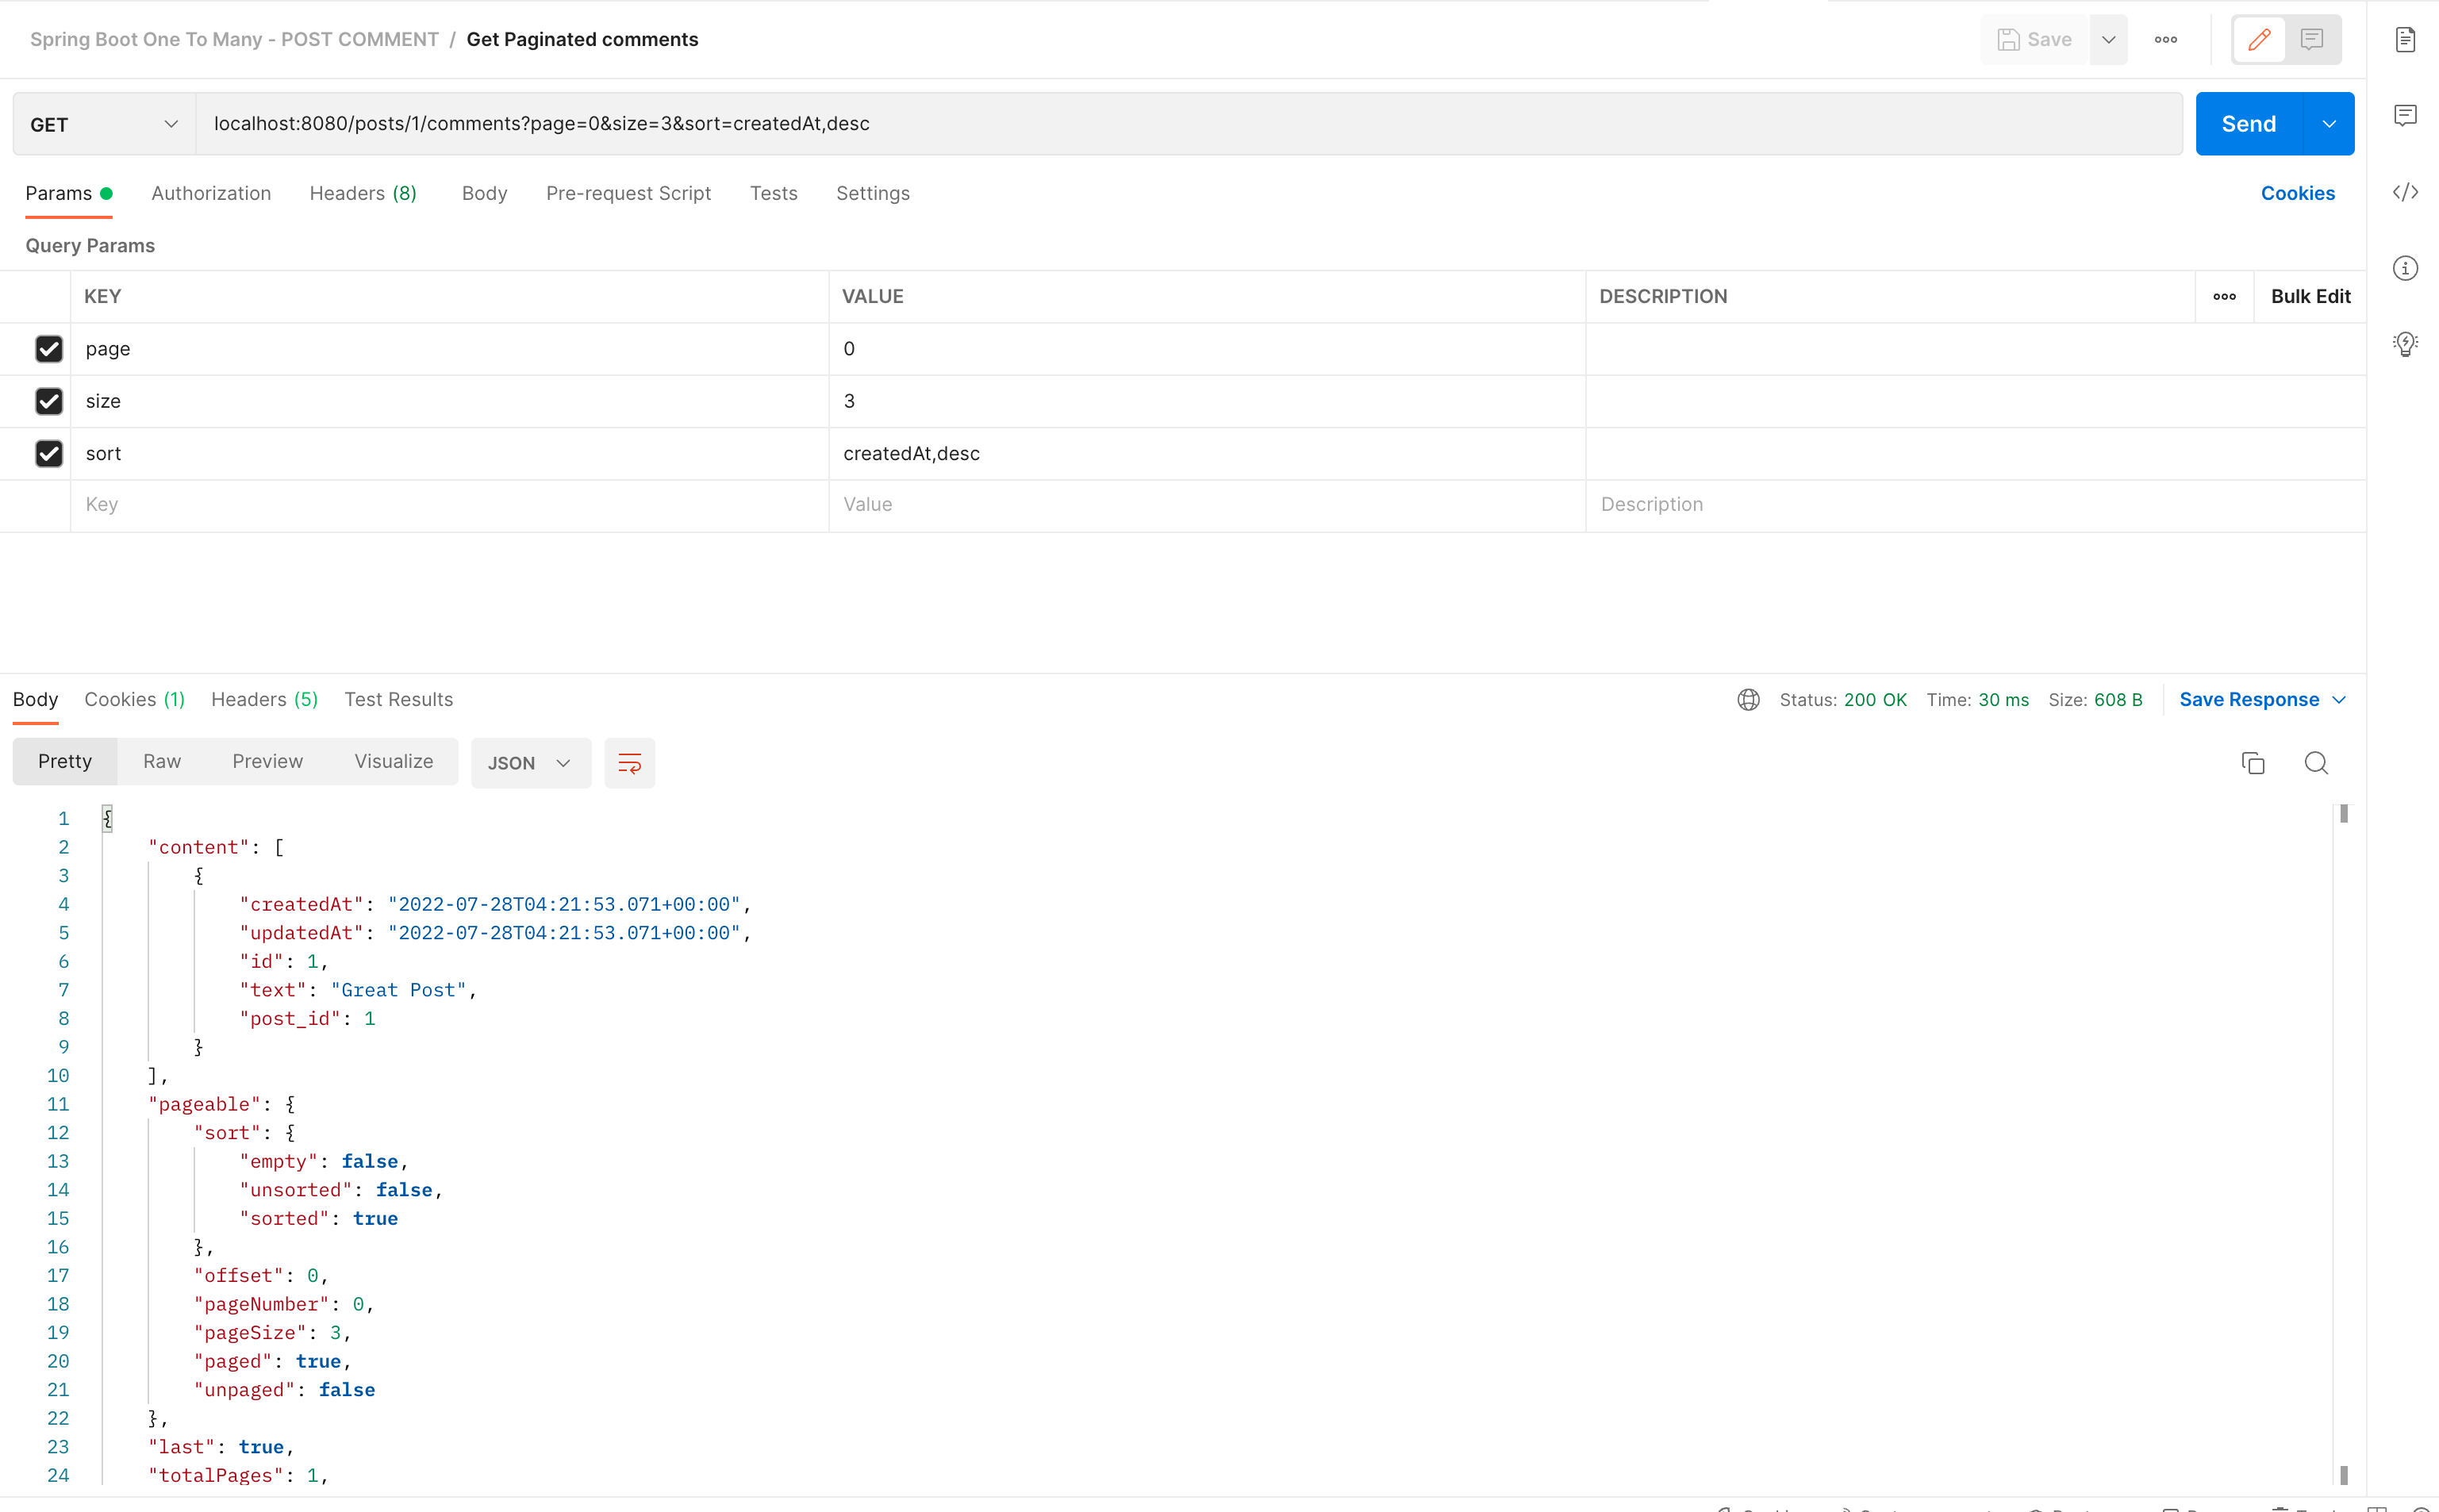 Spring Boot One To Many - POST COMMENT / Get Paginated comments Save
GET localhost:8080/posts/1/comments?page=0&size=3&sort=createdAt,desc Send
Params Authorization Headers (8) Body Pre-request Script Tests Settings Cookies
Query Params
KEY VALUE DESCRIPTION Bulk Edit
page 0
size 3
sort createdAt,desc
Key Value Description
Body Cookies (1) Headers (5) Test Results Status: 200 OK Time: 30 ms Size: 608 B Save Response
Pretty Raw Preview Visualize JSON
1 {
2 "content": [
3 {
4 "createdAt": "2022-07-28T04:21:53.071+00:00",
5 "updatedAt": "2022-07-28T04:21:53.071+00:00",
6 "id": 1,
7 "text": "Great Post",
8 "post_id": 1
9 }
10 ],
11 "pageable": {
12 "sort": {
13 "empty": false,
14 "unsorted": false,
15 "sorted": true
16 },
17 "offset": 0,
18 "pageNumber": 0,
19 "pageSize": 3,
20 "paged": true,
21 "unpaged": false
22 },
23 "last": true,
24 "totalPages": 1,